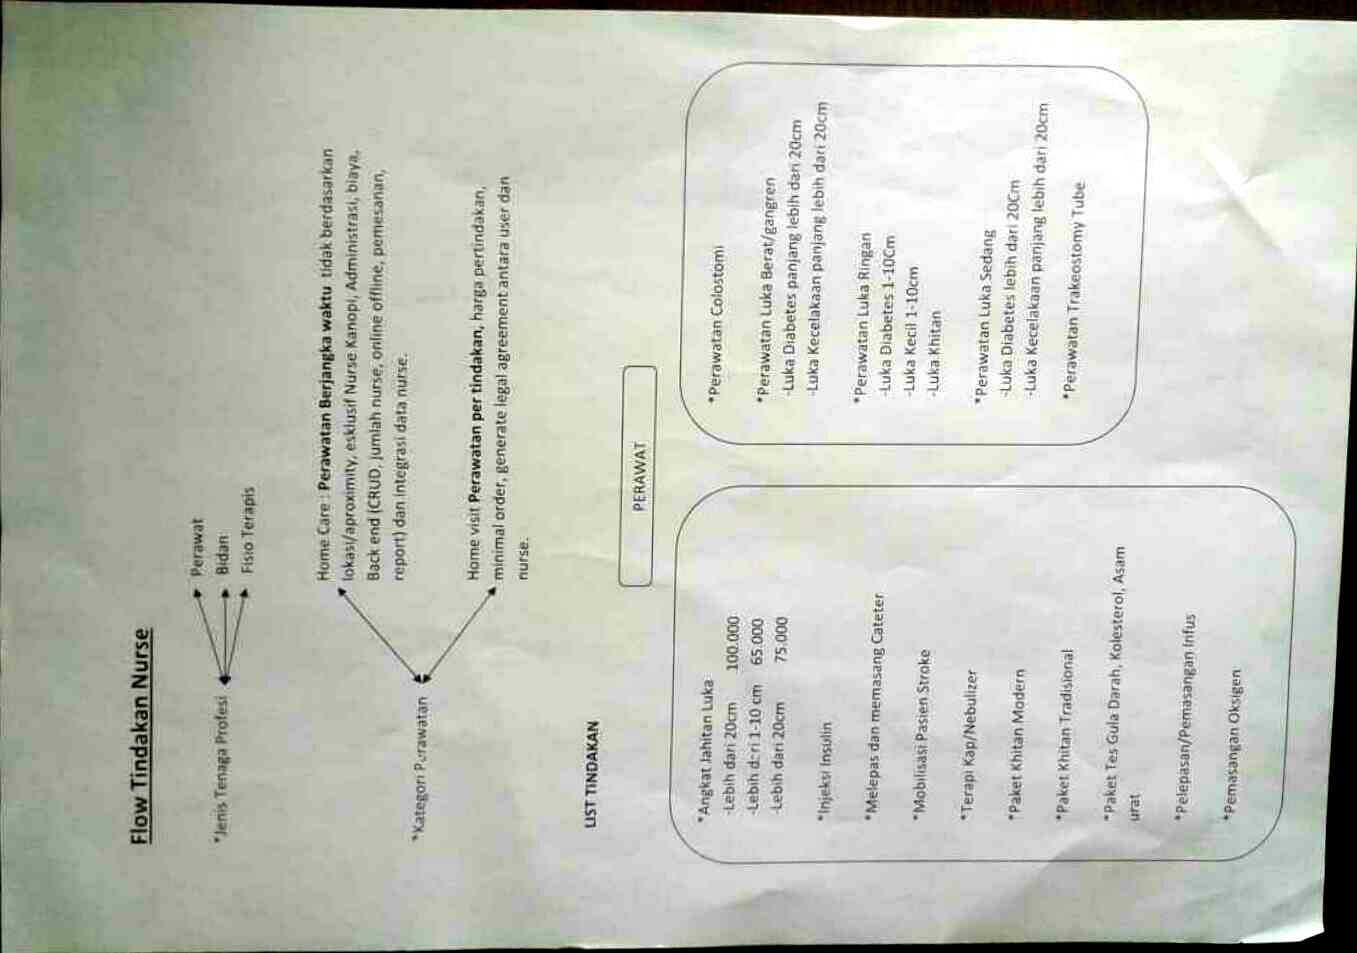 Flow Tindakan Nurse
*Jenis Tenaga Profesi
Perawat
Bidan
Fisio Terapis
*Kategori Perawatan
Home Care : Perawatan Berjangka waktu tidak berdasarkan
lokasi/aproximity, esklusif Nurse Kanopi, Administrasi, biaya,
Back end (CRUD, jumlah nurse, online offline, pemesanan,
report) dan integrasi data nurse.
Home visit Perawatan per tindakan, harga pertindakan,
minimal order, generate legal agreement antara user dan
nurse.
LIST TINDAKAN
PERAWAT
*Angkat Jahitan Luka
-Lebih dari 20cm 100.000
-Lebih dari 1-10 cm 65.000
-Lebih dari 20cm 75.000
*Injeksi Insulin
*Melepas dan memasang Cateter
*Mobilisasi Pasien Stroke
*Terapi Kap/Nebulizer
*Paket Khitan Modern
*Paket Khitan Tradisional
*Paket Tes Gula Darah, Kolesterol, Asam
urat
*Pelepasan/Pemasangan Infus
*Pemasangan Oksigen
*Perawatan Colostomi
*Perawatan Luka Berat/gangren
-Luka Diabetes panjang lebih dari 20cm
-Luka Kecelakaan panjang lebih dari 20cm
*Perawatan Luka Ringan
-Luka Diabetes 1-10Cm
-Luka Kecil 1-10cm
-Luka Khitan
*Perawatan Luka Sedang
-Luka Diabetes lebih dari 20Cm
-Luka Kecelakaan panjang lebih dari 20cm
*Perawatan Trakeostomy Tube